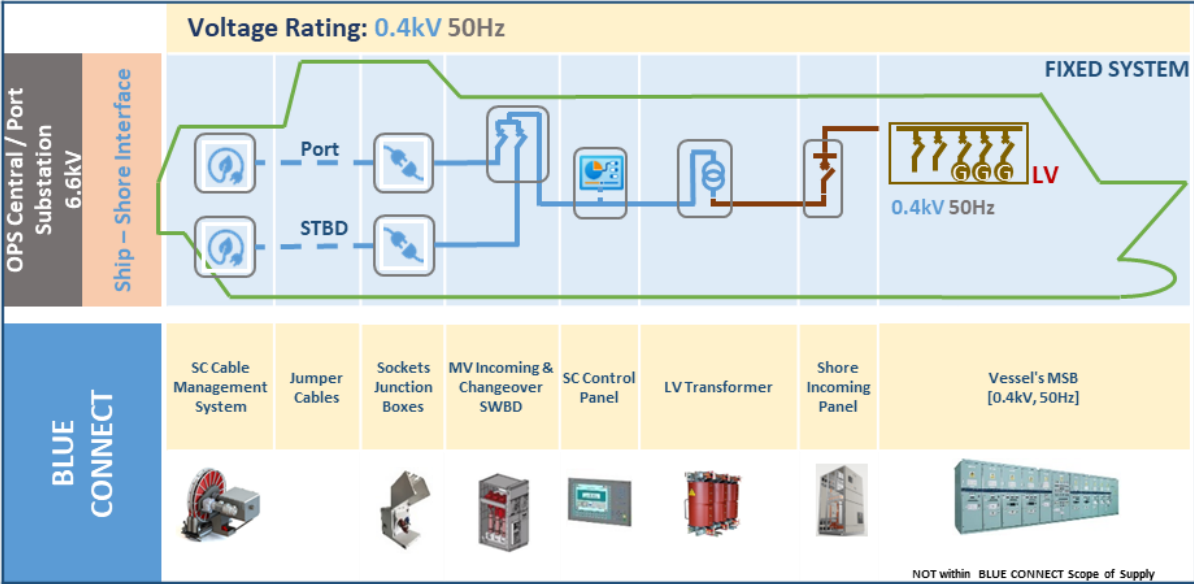 Voltage Rating: 0.4kV 50Hz
FIXED SYSTEM
OPS Central / Port
Substation
6.6kV
Ship – Shore Interface
Port
STBD
G G G
LV
0.4kV 50Hz
BLUE
CONNECT
SC Cable
Management
System
Jumper
Cables
Sockets
Junction
Boxes
MV Incoming &
Changeover
SWBD
SC Control
Panel
LV Transformer
Shore
Incoming
Panel
Vessel's MSB
[0.4kV, 50Hz]
NOT within BLUE CONNECT Scope of Supply